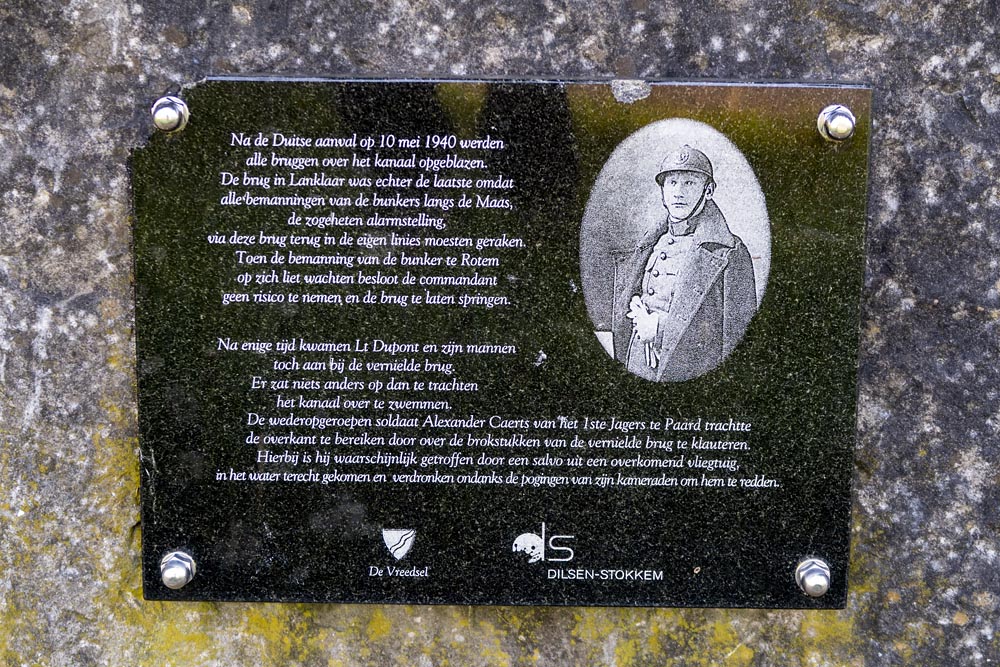 Na de Duitse aanval op 10 mei 1940 werden
alle bruggen over het kanaal opgeblazen.
De brug in Lanklaar was echter de laatste omdat
alle bemanningen van de bunkers langs de Maas,
de zogeheten alarmstelling,
via deze brug terug in de eigen linies moesten geraken.
Toen de bemanning van de bunker te Rotem
op zich liet wachten besloot de commandant
geen risico te nemen en de brug te laten springen.
Na enige tijd kwamen Lt Dupont en zijn mannen
toch aan bij de vernielde brug.
Er zat niets anders op dan te trachten
het kanaal over te zwemmen.
De wederopgeroepen soldaat Alexander Caerts van het 1ste Jagers te Paard trachtte
de overkant te bereiken door over de brokstukken van de vernielde brug te klauteren.
Hierbij is hij waarschijnlijk getroffen door een salvo uit een overkomend vliegtuig,
in het water terecht gekomen en verdronken ondanks de pogingen van zijn kameraden om hem te redden.
De Vreedsel
ds
DILSEN-STOKKEM